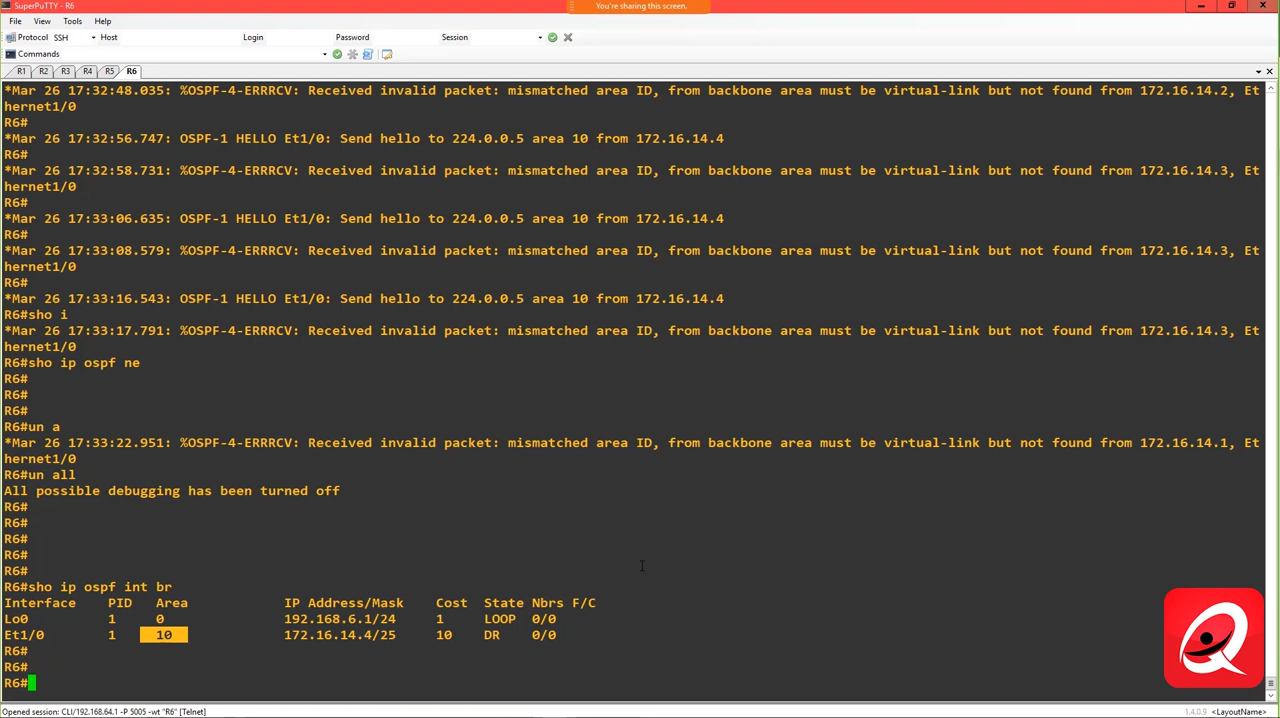 SuperPuTTY - R6
You're sharing this screen.
File View Tools Help
Protocol SSH Host Login Password Session
Commands
R1 R2 R3 R4 R5 R6
*Mar 26 17:32:48.035: %OSPF-4-ERRRCV: Received invalid packet: mismatched area ID, from backbone area must be virtual-link but not found from 172.16.14.2, Et
hernet1/0
R6#
*Mar 26 17:32:56.747: OSPF-1 HELLO Et1/0: Send hello to 224.0.0.5 area 10 from 172.16.14.4
R6#
*Mar 26 17:32:58.731: %OSPF-4-ERRRCV: Received invalid packet: mismatched area ID, from backbone area must be virtual-link but not found from 172.16.14.3, Et
hernet1/0
R6#
*Mar 26 17:33:06.635: OSPF-1 HELLO Et1/0: Send hello to 224.0.0.5 area 10 from 172.16.14.4
R6#
*Mar 26 17:33:08.579: %OSPF-4-ERRRCV: Received invalid packet: mismatched area ID, from backbone area must be virtual-link but not found from 172.16.14.3, Et
hernet1/0
R6#
*Mar 26 17:33:16.543: OSPF-1 HELLO Et1/0: Send hello to 224.0.0.5 area 10 from 172.16.14.4
R6#sho i
*Mar 26 17:33:17.791: %OSPF-4-ERRRCV: Received invalid packet: mismatched area ID, from backbone area must be virtual-link but not found from 172.16.14.3, Et
hernet1/0
R6#sho ip ospf ne
R6#
R6#
R6#
R6#un a
*Mar 26 17:33:22.951: %OSPF-4-ERRRCV: Received invalid packet: mismatched area ID, from backbone area must be virtual-link but not found from 172.16.14.1, Et
hernet1/0
R6#un all
All possible debugging has been turned off
R6#
R6#
R6#
R6#
R6#
R6#sho ip ospf int br
Interface PID Area IP Address/Mask Cost State Nbrs F/C
Lo0 1 0 192.168.6.1/24 1 LOOP 0/0
Et1/0 1 10 172.16.14.4/25 10 DR 0/0
R6#
R6#
R6#
Opened session: CLI/192.168.64.1 -P 5005 -wt "R6" [Telnet] 1.4.0.9 <LayoutName>